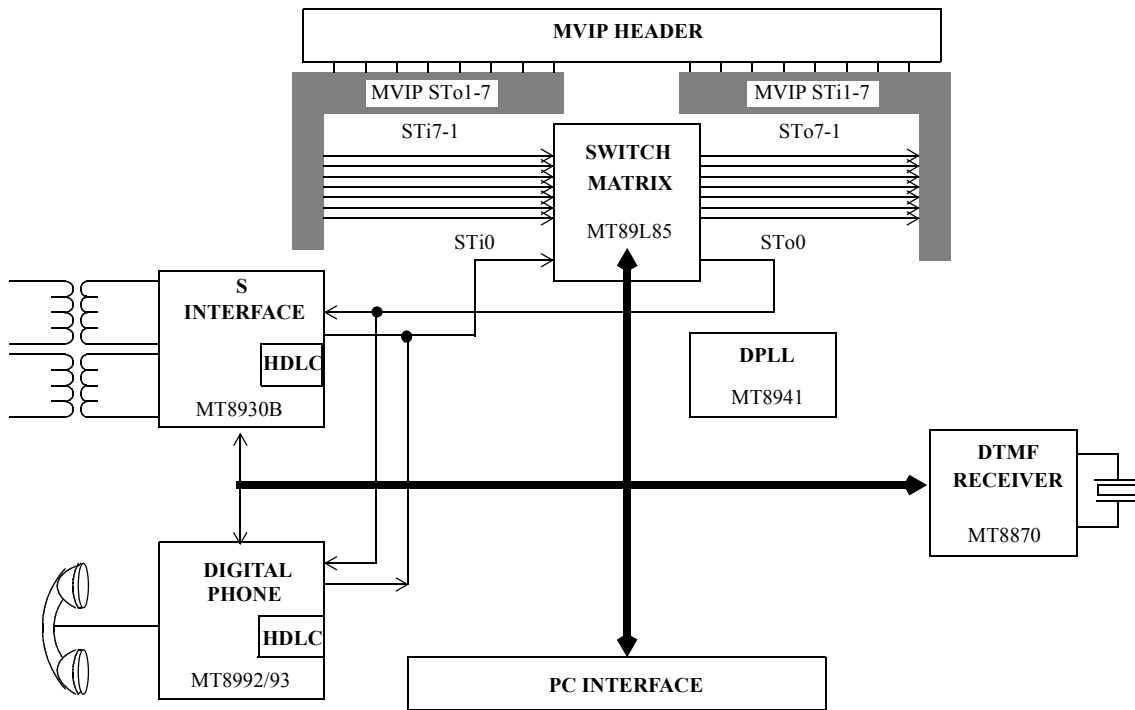 MVIP HEADER
MVIP STo1-7
MVIP STi1-7
STi7-1
STo7-1
SWITCH
MATRIX
MT89L85
STi0
STo0
S
INTERFACE
HDLC
MT8930B
DPLL
MT8941
DTMF
RECEIVER
MT8870
DIGITAL
PHONE
HDLC
MT8992/93
PC INTERFACE